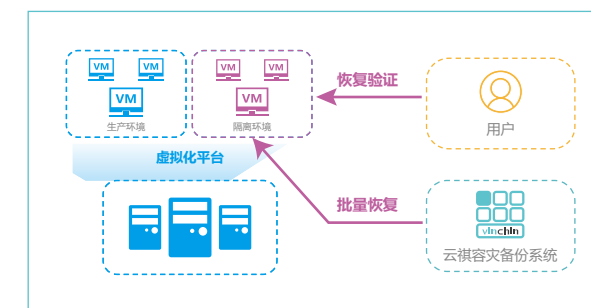 VM VM VM VM
VM VM
生产环境 隔离环境
恢复验证
用户
虚拟化平台
批量恢复
vinchin
云祺容灾备份系统